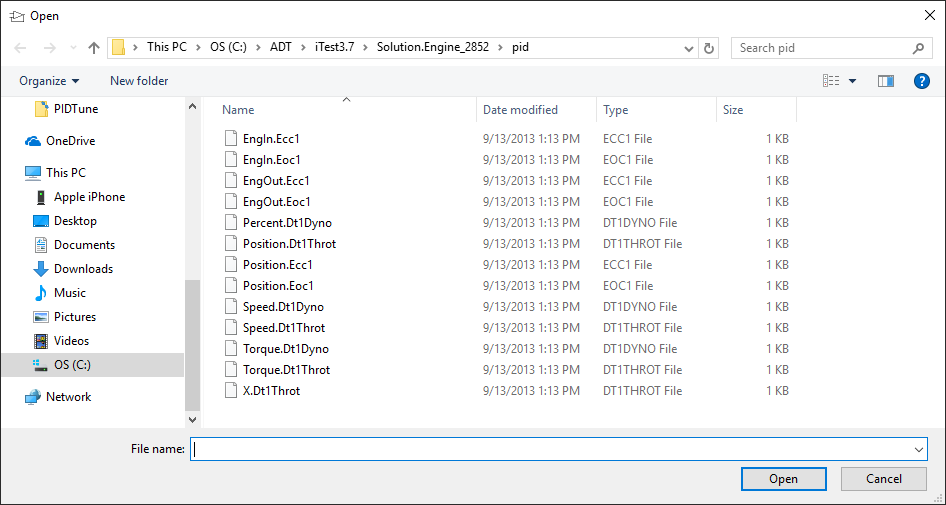 Open
This PC > OS (C:) > ADT > iTest3.7 > Solution.Engine_2852 > pid
Search pid
Organize New folder
PIDTune
OneDrive
This PC
Apple iPhone
Desktop
Documents
Downloads
Music
Pictures
Videos
OS (C:)
Network
Name Date modified Type Size
EngIn.Ecc1 9/13/2013 1:13 PM ECC1 File 1 KB
EngIn.Eoc1 9/13/2013 1:13 PM EOC1 File 1 KB
EngOut.Ecc1 9/13/2013 1:13 PM ECC1 File 1 KB
EngOut.Eoc1 9/13/2013 1:13 PM EOC1 File 1 KB
Percent.Dt1Dyno 9/13/2013 1:13 PM DT1DYNO File 1 KB
Position.Dt1Throt 9/13/2013 1:13 PM DT1THROT File 1 KB
Position.Ecc1 9/13/2013 1:13 PM ECC1 File 1 KB
Position.Eoc1 9/13/2013 1:13 PM EOC1 File 1 KB
Speed.Dt1Dyno 9/13/2013 1:13 PM DT1DYNO File 1 KB
Speed.Dt1Throt 9/13/2013 1:13 PM DT1THROT File 1 KB
Torque.Dt1Dyno 9/13/2013 1:13 PM DT1DYNO File 1 KB
Torque.Dt1Throt 9/13/2013 1:13 PM DT1THROT File 1 KB
X.Dt1Throt 9/13/2013 1:13 PM DT1THROT File 1 KB
File name:
Open Cancel